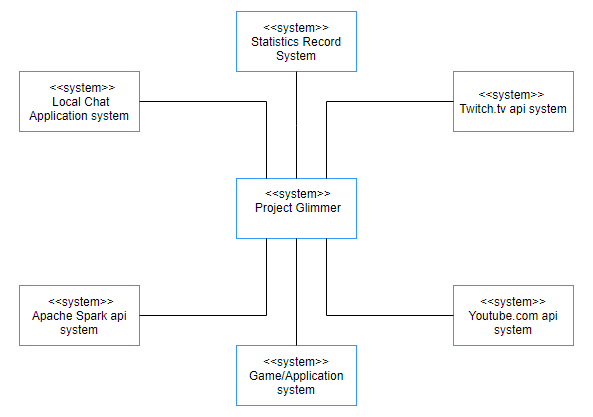 <<system>>
Statistics Record
System
<<system>>
Local Chat
Application system
<<system>>
Twitch.tv api system
<<system>>
Project Glimmer
<<system>>
Apache Spark api
system
<<system>>
Youtube.com api
system
<<system>>
Game/Application
system